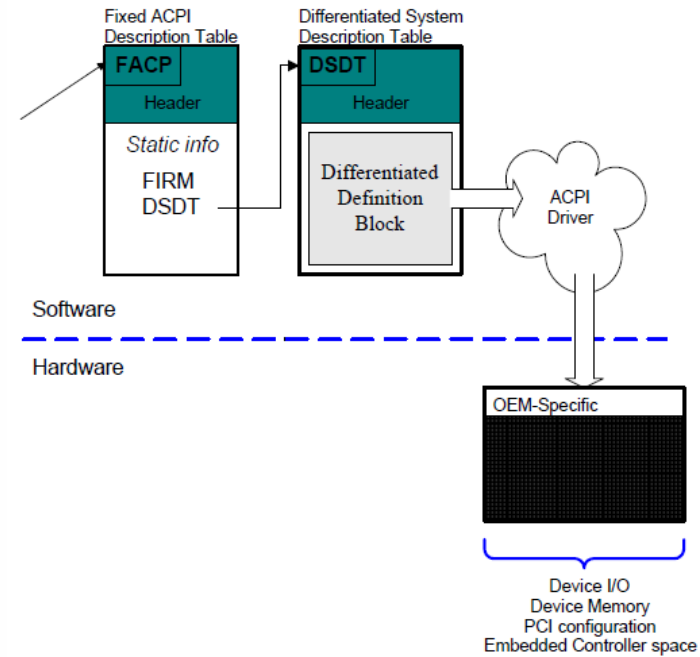 Fixed ACPI
Description Table
FACP
Header
Static info
FIRM
DSDT
Differentiated System
Description Table
DSDT
Header
Differentiated
Definition
Block
ACPI
Driver
Software
Hardware
OEM-Specific
Device I/O
Device Memory
PCI configuration
Embedded Controller space